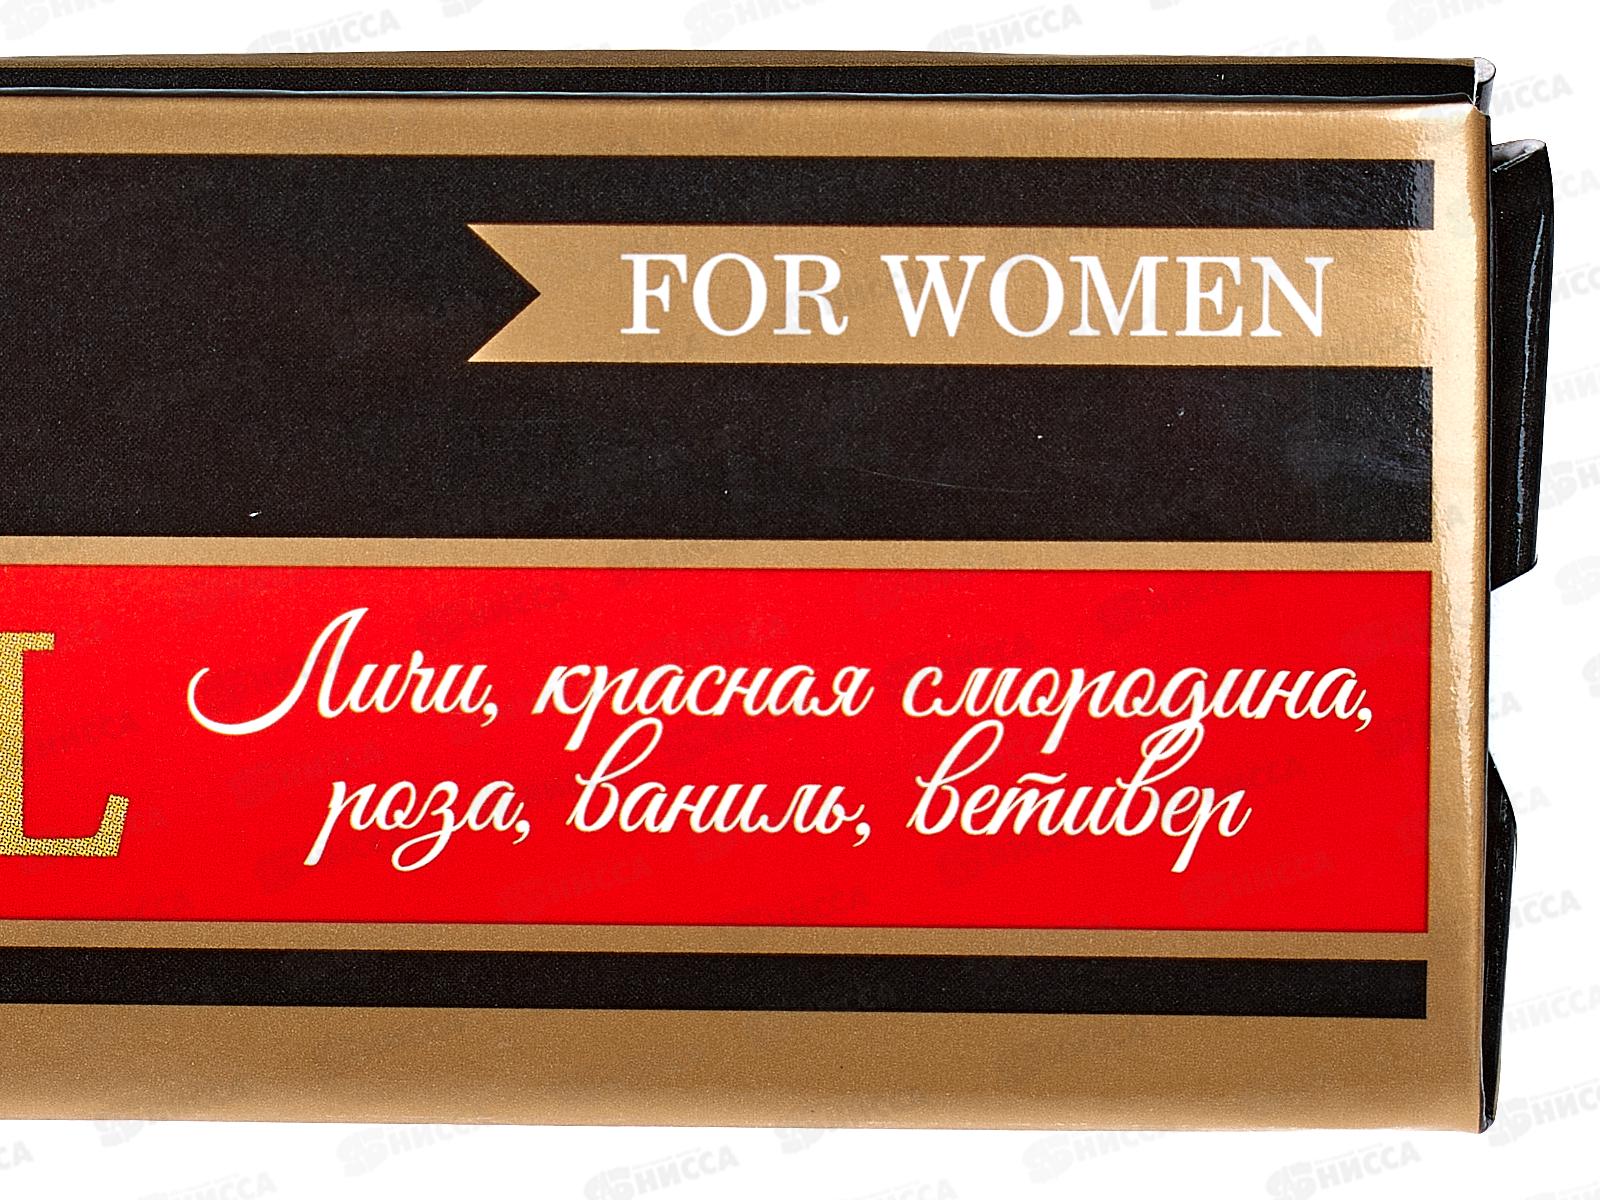 FOR WOMEN
L
Личи, красная смородина,
роза, ваниль, ветивер